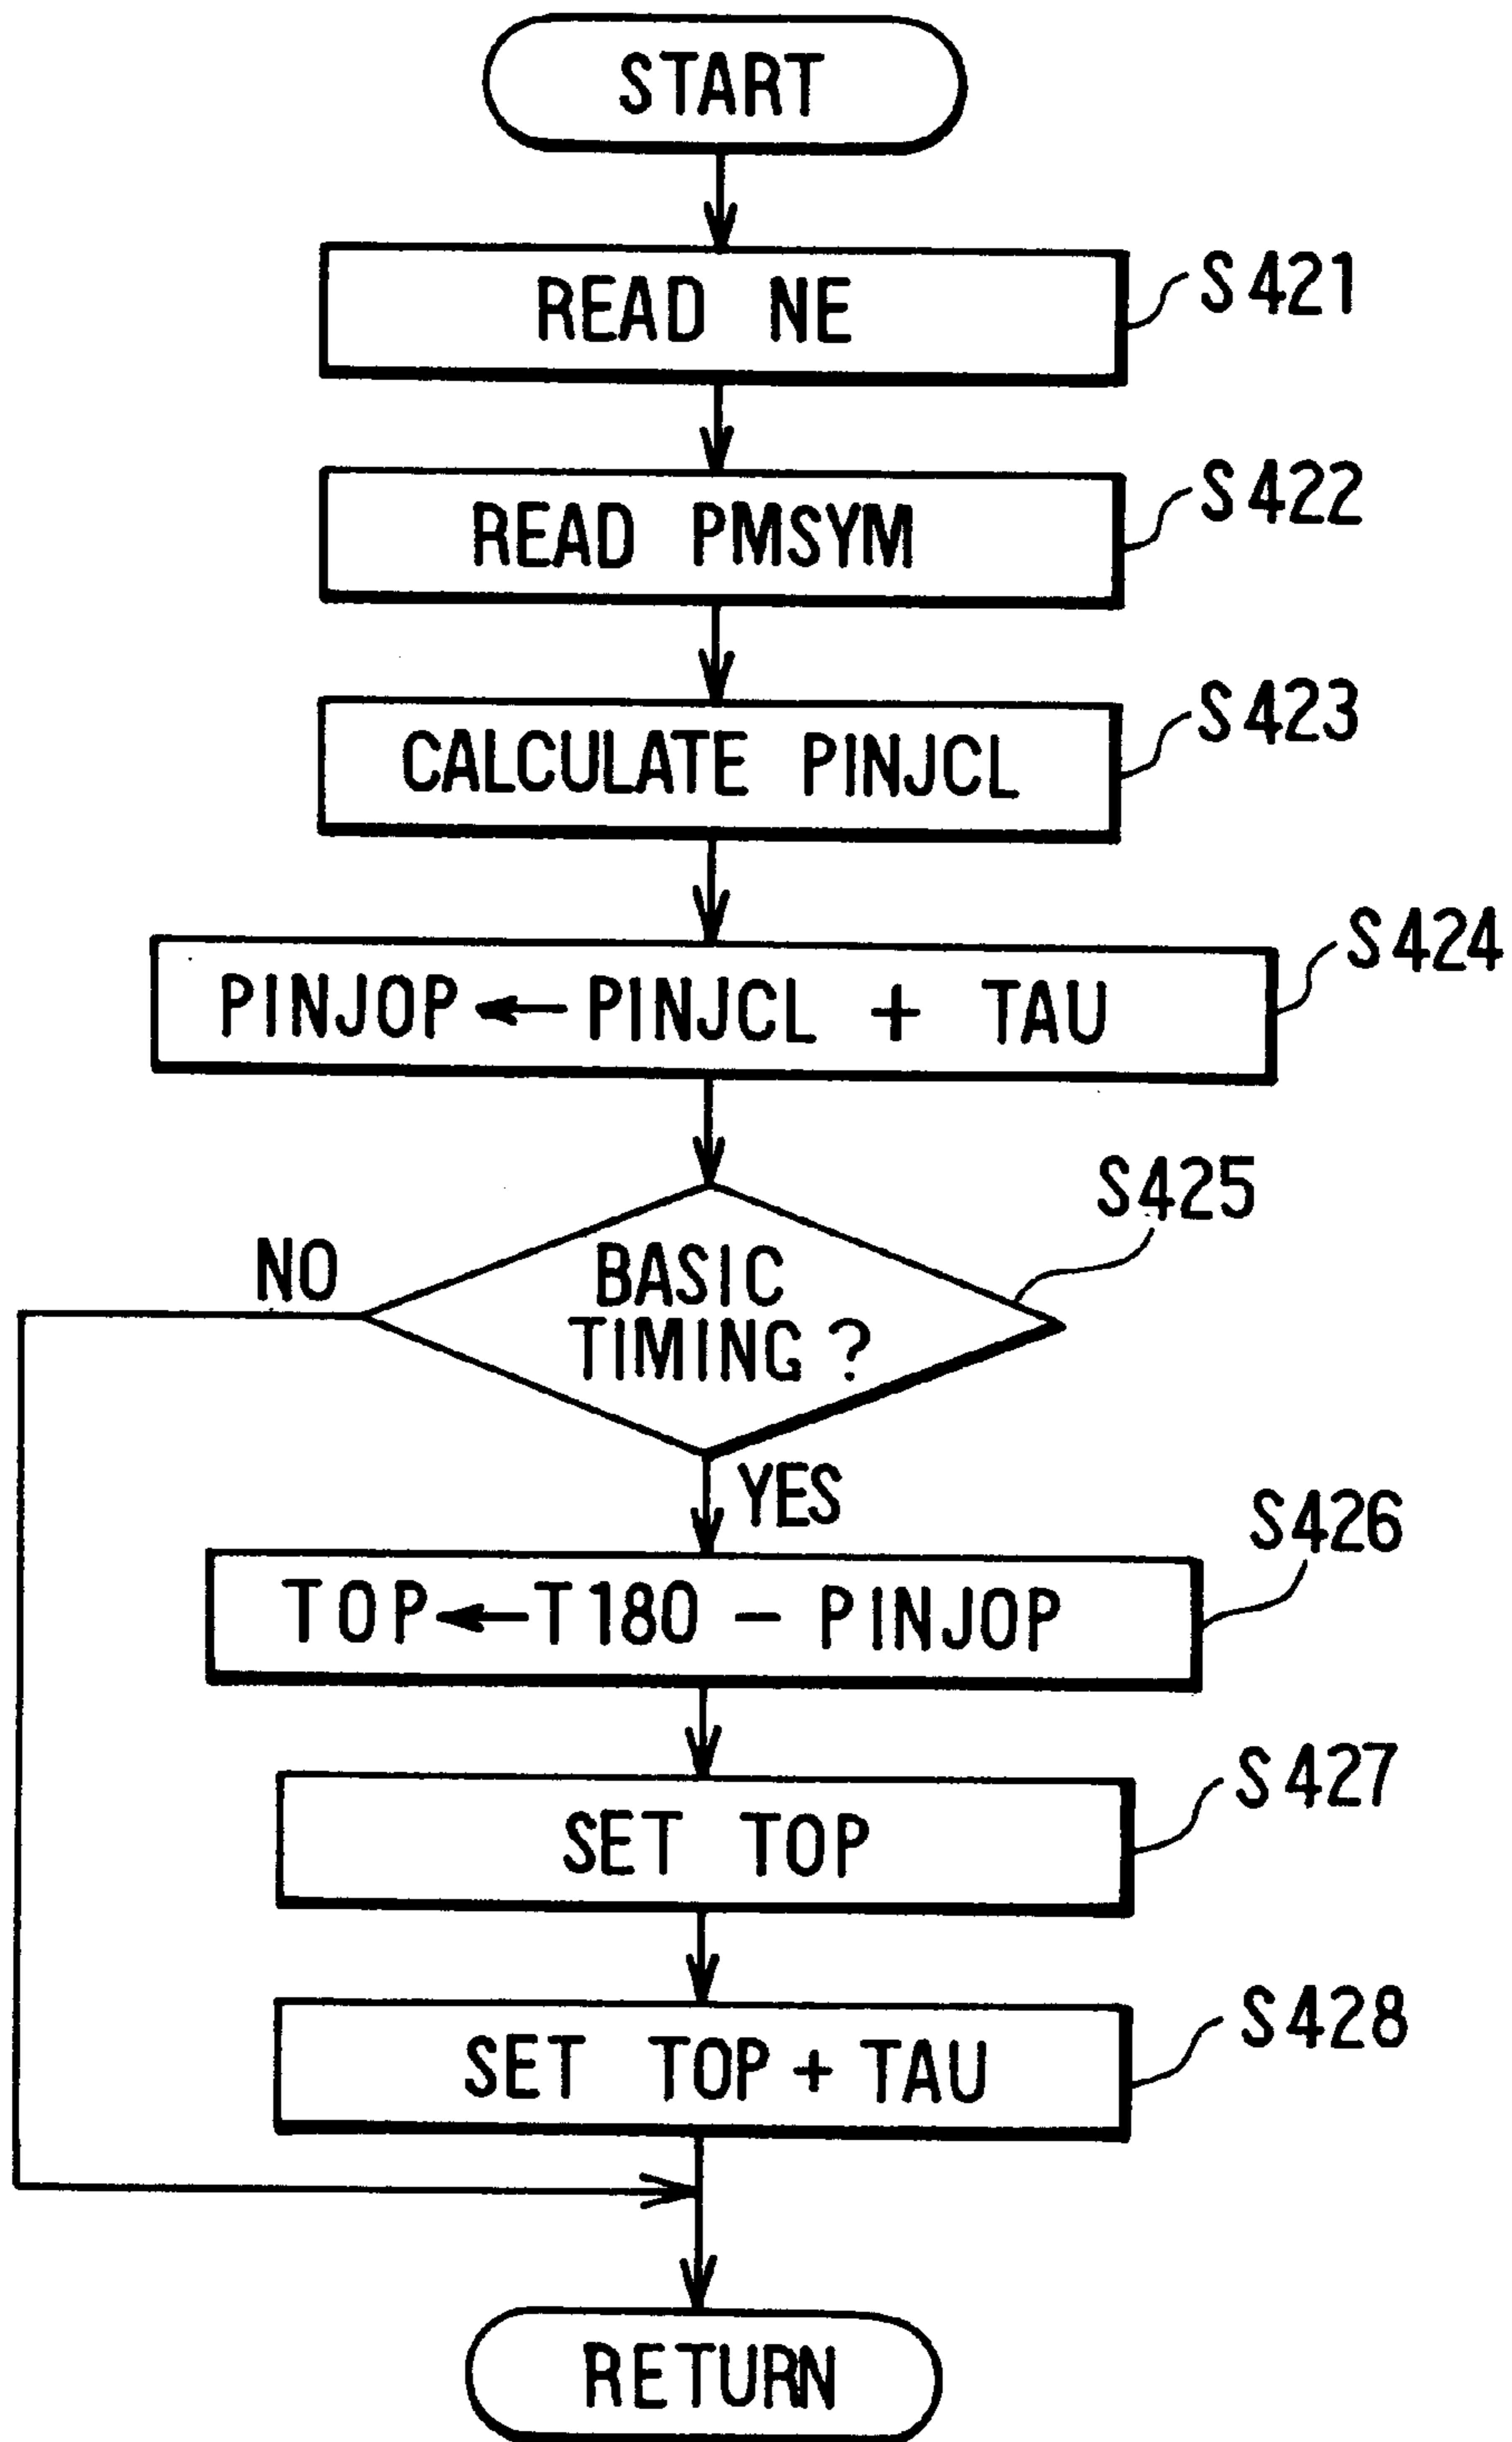 START
READ NE
S421
READ PMSYM
S422
CALCULATE PINJCL
S423
PINJOP ← PINJCL + TAU
S424
BASIC
TIMING ?
S425
NO
YES
TOP ← T180 - PINJOP
S426
SET TOP
S427
SET TOP + TAU
S428
RETURN